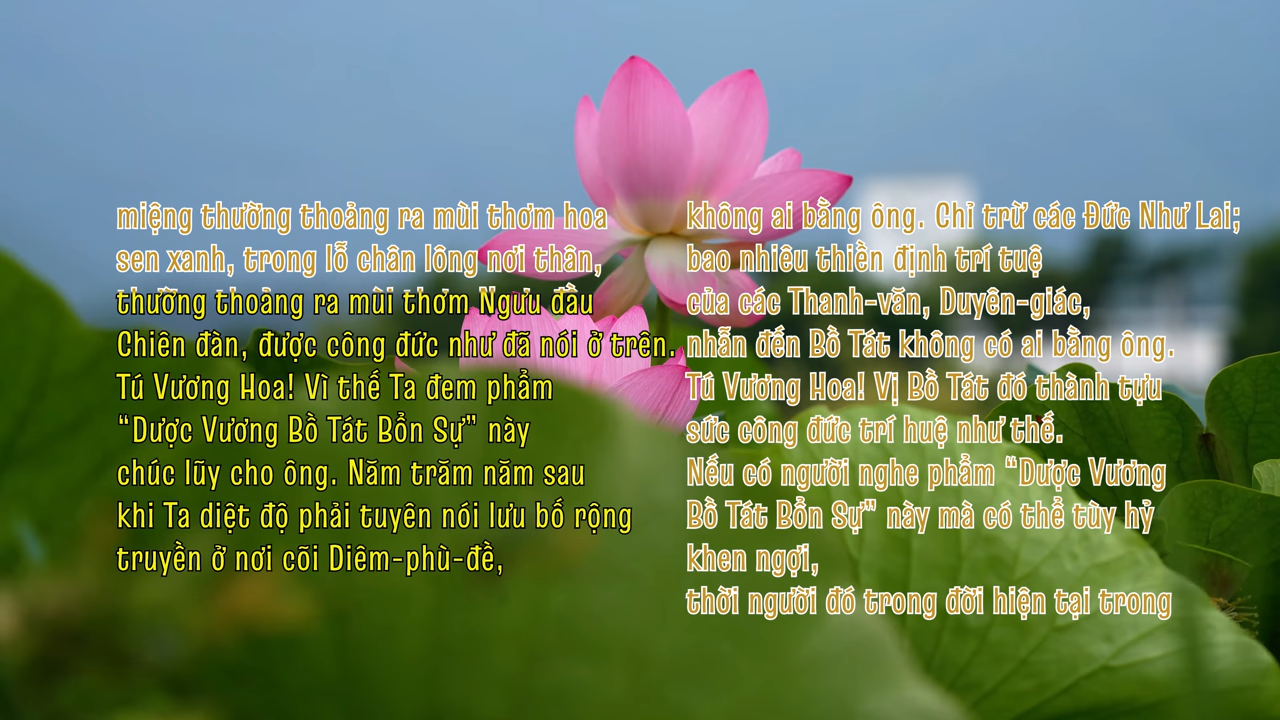 miệng thường thoảng ra mùi thơm hoa
sen xanh, trong lỗ chân lông nơi thân,
thường thoảng ra mùi thơm Ngưu đầu
Chiên đàn, được công đức như đã nói ở trên.
Tú Vương Hoa! Vì thế Ta đem phẩm
“Dược Vương Bồ Tát Bổn Sự” này
chúc lũy cho ông. Năm trăm năm sau
khi Ta diệt độ phải tuyên nói lưu bố rộng
truyền ở nơi cõi Diêm-phù-đề,
không ai bằng ông. Chỉ trừ các Đức Như Lai;
bao nhiêu thiền định trí tuệ
của các Thanh-văn, Duyên-giác,
nhẫn đến Bồ Tát không có ai bằng ông.
Tú Vương Hoa! Vị Bồ Tát đó thành tựu
sức công đức trí huệ như thế.
Nếu có người nghe phẩm “Dược Vương
Bồ Tát Bổn Sự” này mà có thể tùy hỷ
khen ngợi,
thời người đó trong đời hiện tại trong